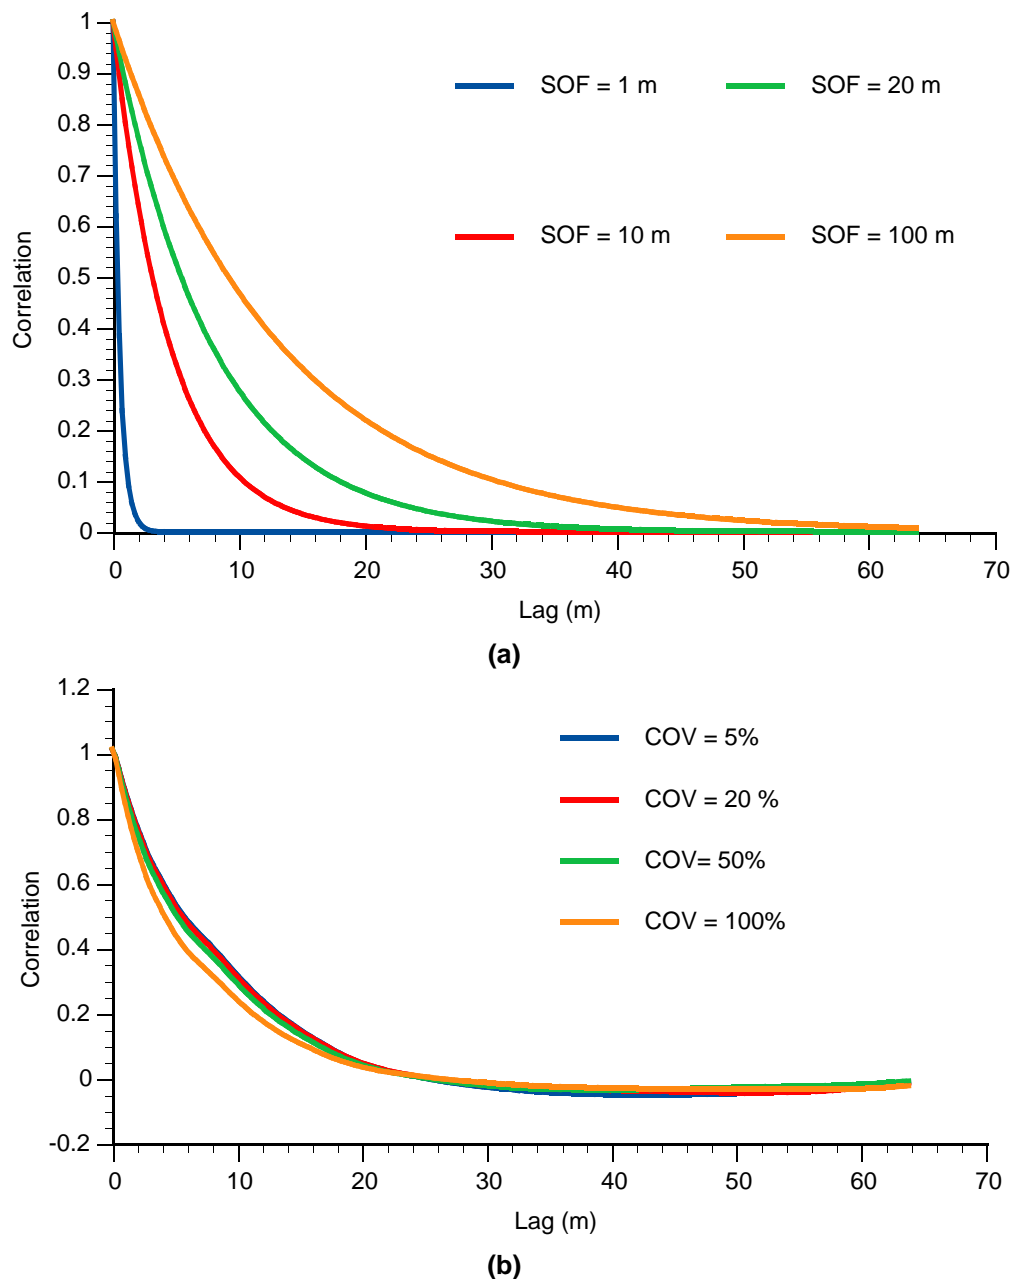 1
0.9
0.8
0.7
0.6
0.5
0.4
0.3
0.2
0.1
0
Correlation
SOF = 1 m
SOF = 20 m
SOF = 10 m
SOF = 100 m
0 10 20 30 40 50 60 70
Lag (m)
(a)
1.2
1
0.8
0.6
0.4
0.2
0
-0.2
Correlation
COV = 5%
COV = 20 %
COV= 50%
COV = 100%
0 10 20 30 40 50 60 70
Lag (m)
(b)